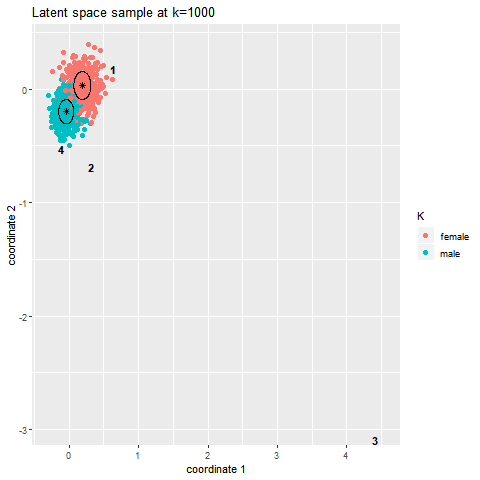 Latent space sample at k=1000
coordinate 2
0
-1
-2
-3
1
4
2
3
0
1
2
3
4
coordinate 1
K
female
male